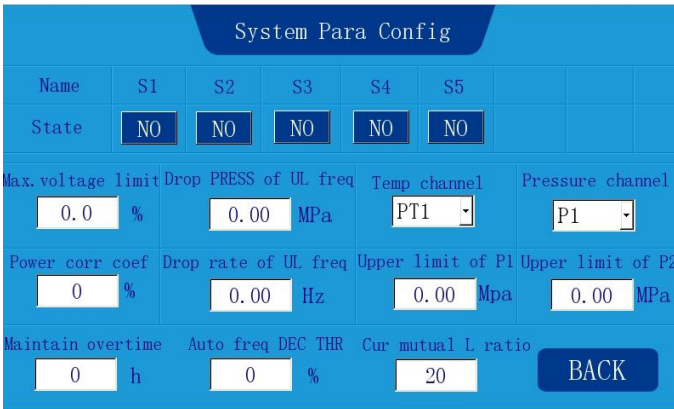 System Para Config
Name S1 S2 S3 S4 S5
State NO NO NO NO NO
Max.voltage limit Drop PRESS of UL freq Temp channel Pressure channel
0.0 % 0.00 MPa PT1 P1
Power corr coef Drop rate of UL freq Upper limit of P1 Upper limit of P2
0 % 0.00 Hz 0.00 Mpa 0.00 MPa
Maintain overtime Auto freq DEC THR Cur mutual L ratio
0 h 0 % 20 BACK